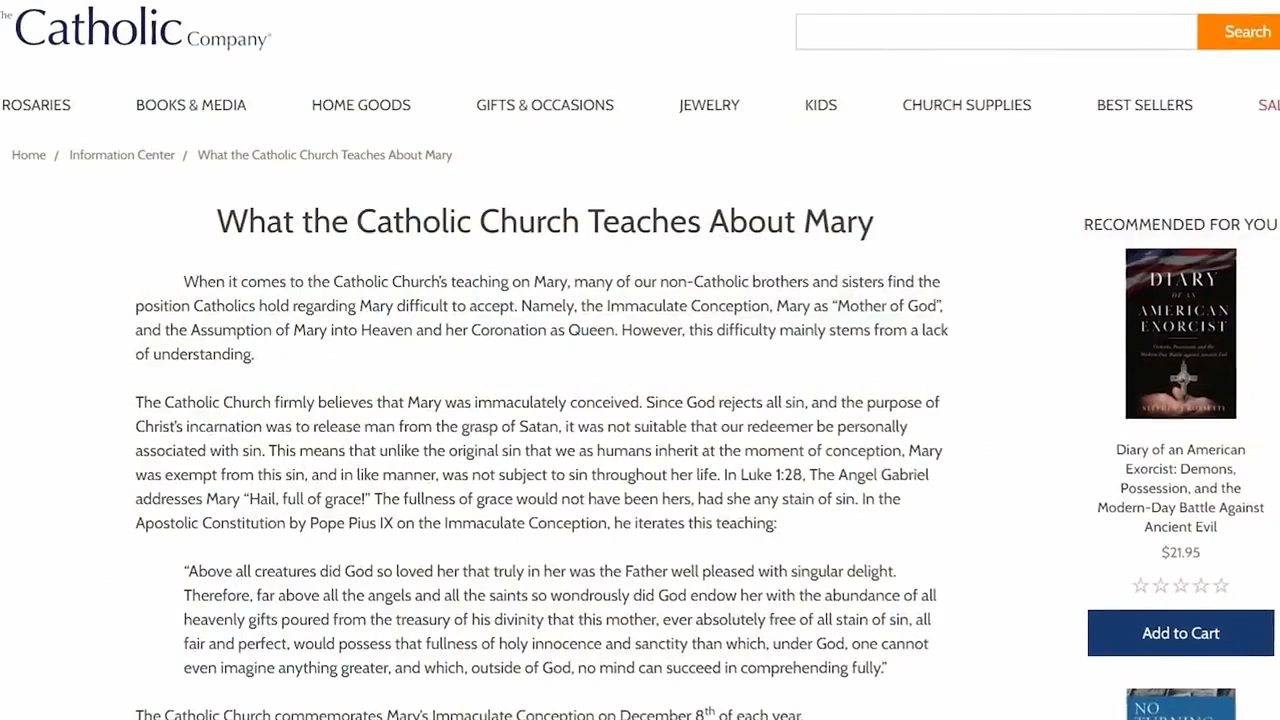 The
Catholic Company®
Search
ROSARIES BOOKS & MEDIA HOME GOODS GIFTS & OCCASIONS JEWELRY KIDS CHURCH SUPPLIES BEST SELLERS SAL
Home / Information Center / What the Catholic Church Teaches About Mary
What the Catholic Church Teaches About Mary
When it comes to the Catholic Church's teaching on Mary, many of our non-Catholic brothers and sisters find the
position Catholics hold regarding Mary difficult to accept. Namely, the Immaculate Conception, Mary as “Mother of God”,
and the Assumption of Mary into Heaven and her Coronation as Queen. However, this difficulty mainly stems from a lack
of understanding.
The Catholic Church firmly believes that Mary was immaculately conceived. Since God rejects all sin, and the purpose of
Christ's incarnation was to release man from the grasp of Satan, it was not suitable that our redeemer be personally
associated with sin. This means that unlike the original sin that we as humans inherit at the moment of conception, Mary
was exempt from this sin, and in like manner, was not subject to sin throughout her life. In Luke 1:28, The Angel Gabriel
addresses Mary “Hail, full of grace!” The fullness of grace would not have been hers, had she any stain of sin. In the
Apostolic Constitution by Pope Pius IX on the Immaculate Conception, he iterates this teaching:
“Above all creatures did God so loved her that truly in her was the Father well pleased with singular delight.
Therefore, far above all the angels and all the saints so wondrously did God endow her with the abundance of all
heavenly gifts poured from the treasury of his divinity that this mother, ever absolutely free of all stain of sin, all
fair and perfect, would possess that fullness of holy innocence and sanctity than which, under God, one cannot
even imagine anything greater, and which, outside of God, no mind can succeed in comprehending fully.”
The Catholic Church commemorates Mary's Immaculate Conception on December 8th of each year.
RECOMMENDED FOR YOU
DIARY
OF AN
AMERICAN
EXORCIST
Demons, Possession, and the
Modern-Day Battle Against Ancient Evil
Diary of an American
Exorcist: Demons,
Possession, and the
Modern-Day Battle Against
Ancient Evil
$21.95
Add to Cart
NO